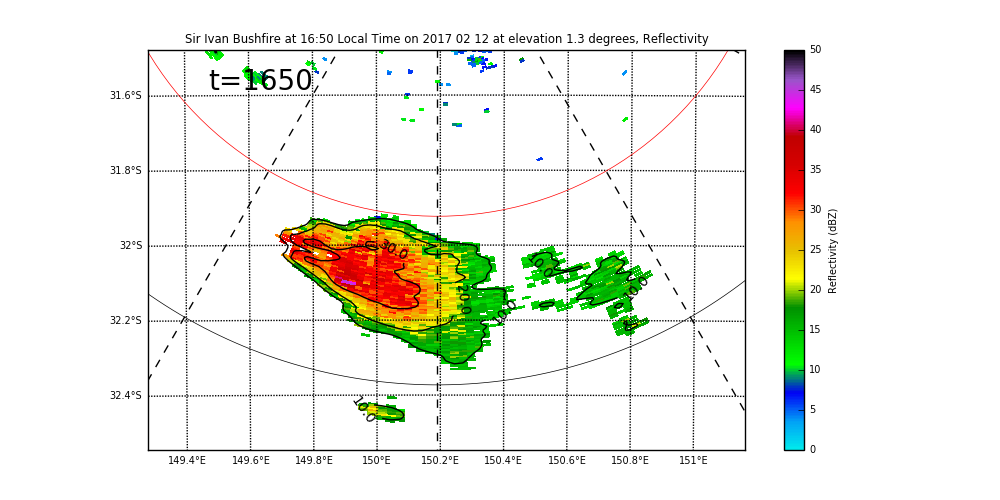 Sir Ivan Bushfire at 16:50 Local Time on 2017 02 12 at elevation 1.3 degrees, Reflectivity
t=1650
31.6°S
31.8°S
32°S
32.2°S
32.4°S
149.4°E 149.6°E 149.8°E 150°E 150.2°E 150.4°E 150.6°E 150.8°E 151°E
50
45
40
35
30
25
20
15
10
5
0
Reflectivity (dBZ)